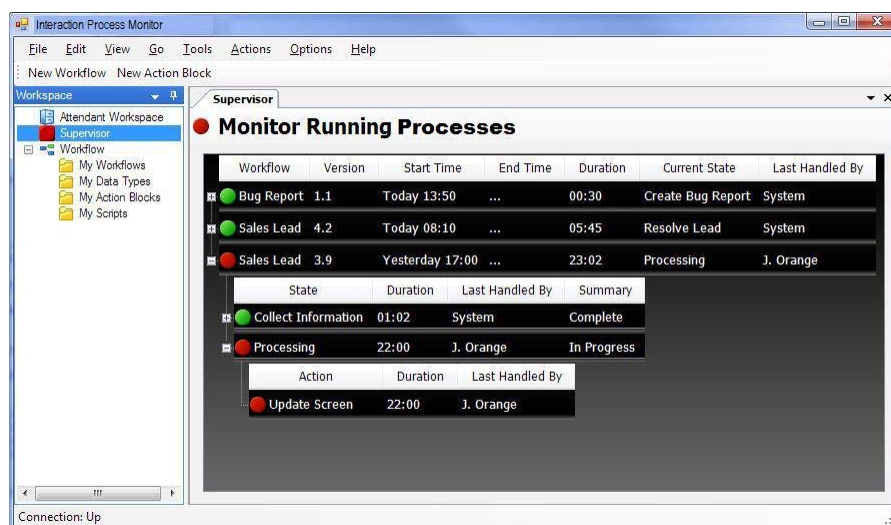 Interaction Process Monitor
File Edit View Go Tools Actions Options Help
New Workflow New Action Block
Workspace
Attendant Workspace
Supervisor
Workflow
My Workflows
My Data Types
My Action Blocks
My Scripts
Supervisor
Monitor Running Processes
Workflow Version Start Time End Time Duration Current State Last Handled By
Bug Report 1.1 Today 13:50 ... 00:30 Create Bug Report System
Sales Lead 4.2 Today 08:10 ... 05:45 Resolve Lead System
Sales Lead 3.9 Yesterday 17:00 ... 23:02 Processing J. Orange
State Duration Last Handled By Summary
Collect Information 01:02 System Complete
Processing 22:00 J. Orange In Progress
Action Duration Last Handled By
Update Screen 22:00 J. Orange
Connection: Up